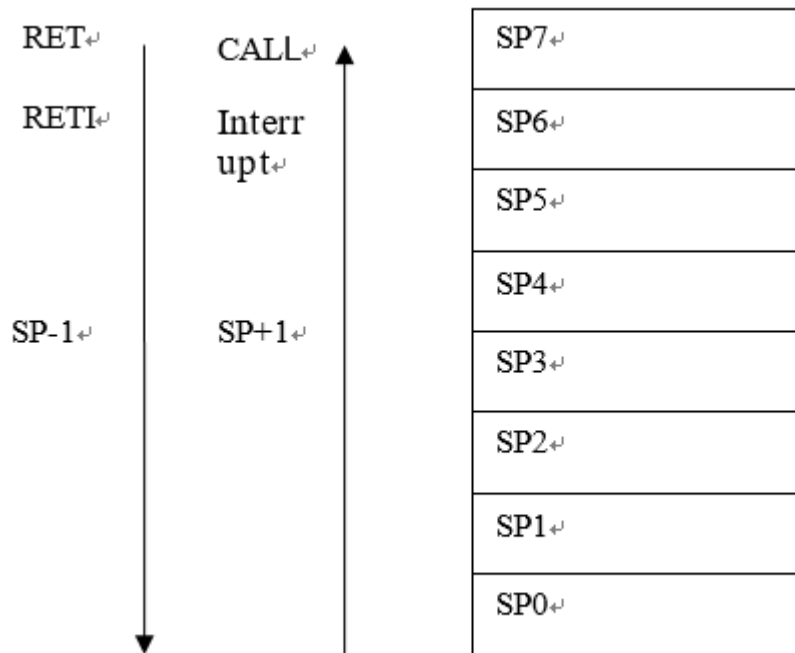 RET↵
CALL↵
SP7↵
RETI↵
Interr
upt↵
SP6↵
SP5↵
SP4↵
SP-1↵
SP+1↵
SP3↵
SP2↵
SP1↵
SP0↵